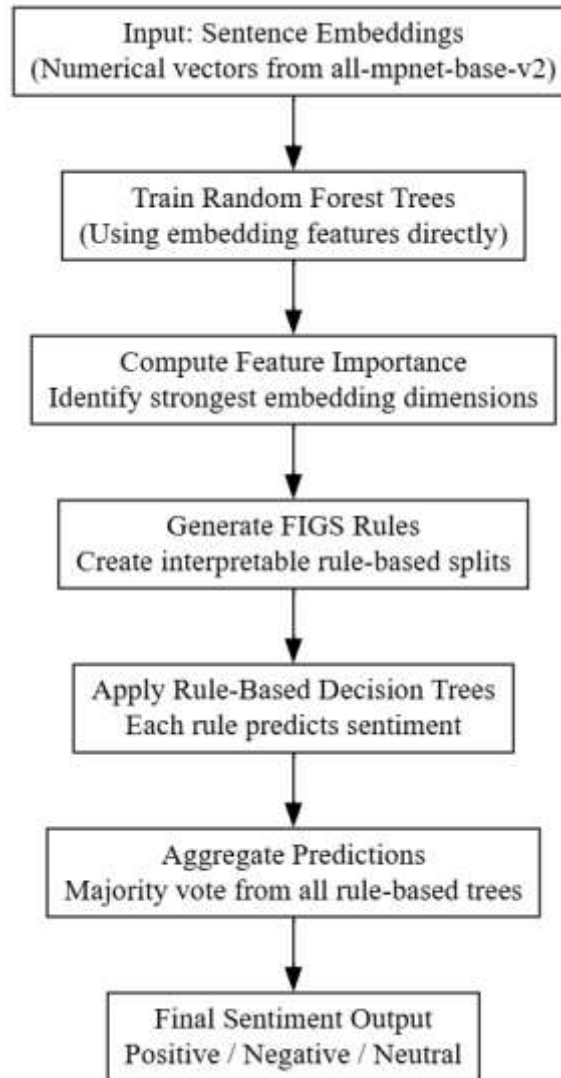 Input: Sentence Embeddings
(Numerical vectors from all-mpnet-base-v2)
Train Random Forest Trees
(Using embedding features directly)
Compute Feature Importance
Identify strongest embedding dimensions
Generate FIGS Rules
Create interpretable rule-based splits
Apply Rule-Based Decision Trees
Each rule predicts sentiment
Aggregate Predictions
Majority vote from all rule-based trees
Final Sentiment Output
Positive / Negative / Neutral